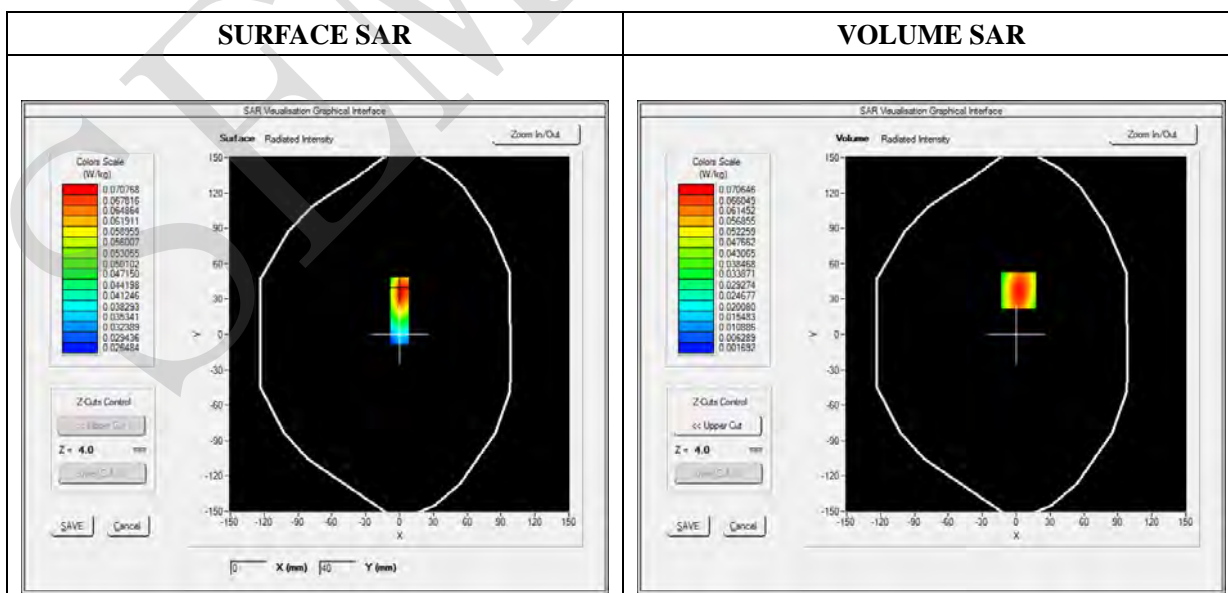 SURFACE SAR
VOLUME SAR
SAR Visualisation Graphical Interface
Surface Radiated Intensity
Zoom In/Out
Colors Scale
(W/kg)
0.070768
0.067816
0.064864
0.061911
0.058959
0.056007
0.053055
0.050102
0.047150
0.044198
0.041246
0.038293
0.035341
0.032389
0.029436
0.026484
150
120
90
60
30
0
-30
-60
-90
-120
-150
Y
-150 -120 -90 -60 -30 0 30 60 90 120 150
X
Z-Cuts Control
<< Upper Cut
Z = 4.0 mm
SAVE Cancel
0 X (mm) 40 Y (mm)
SAR Visualisation Graphical Interface
Volume Radiated Intensity
Zoom In/Out
Colors Scale
(W/kg)
0.070646
0.066049
0.061452
0.056855
0.052259
0.047662
0.043065
0.038468
0.033871
0.029274
0.024677
0.020080
0.015483
0.010886
0.006289
0.001692
150
120
90
60
30
0
-30
-60
-90
-120
-150
Y
-150 -120 -90 -60 -30 0 30 60 90 120 150
X
Z-Cuts Control
<< Upper Cut
Z = 4.0 mm
SAVE Cancel